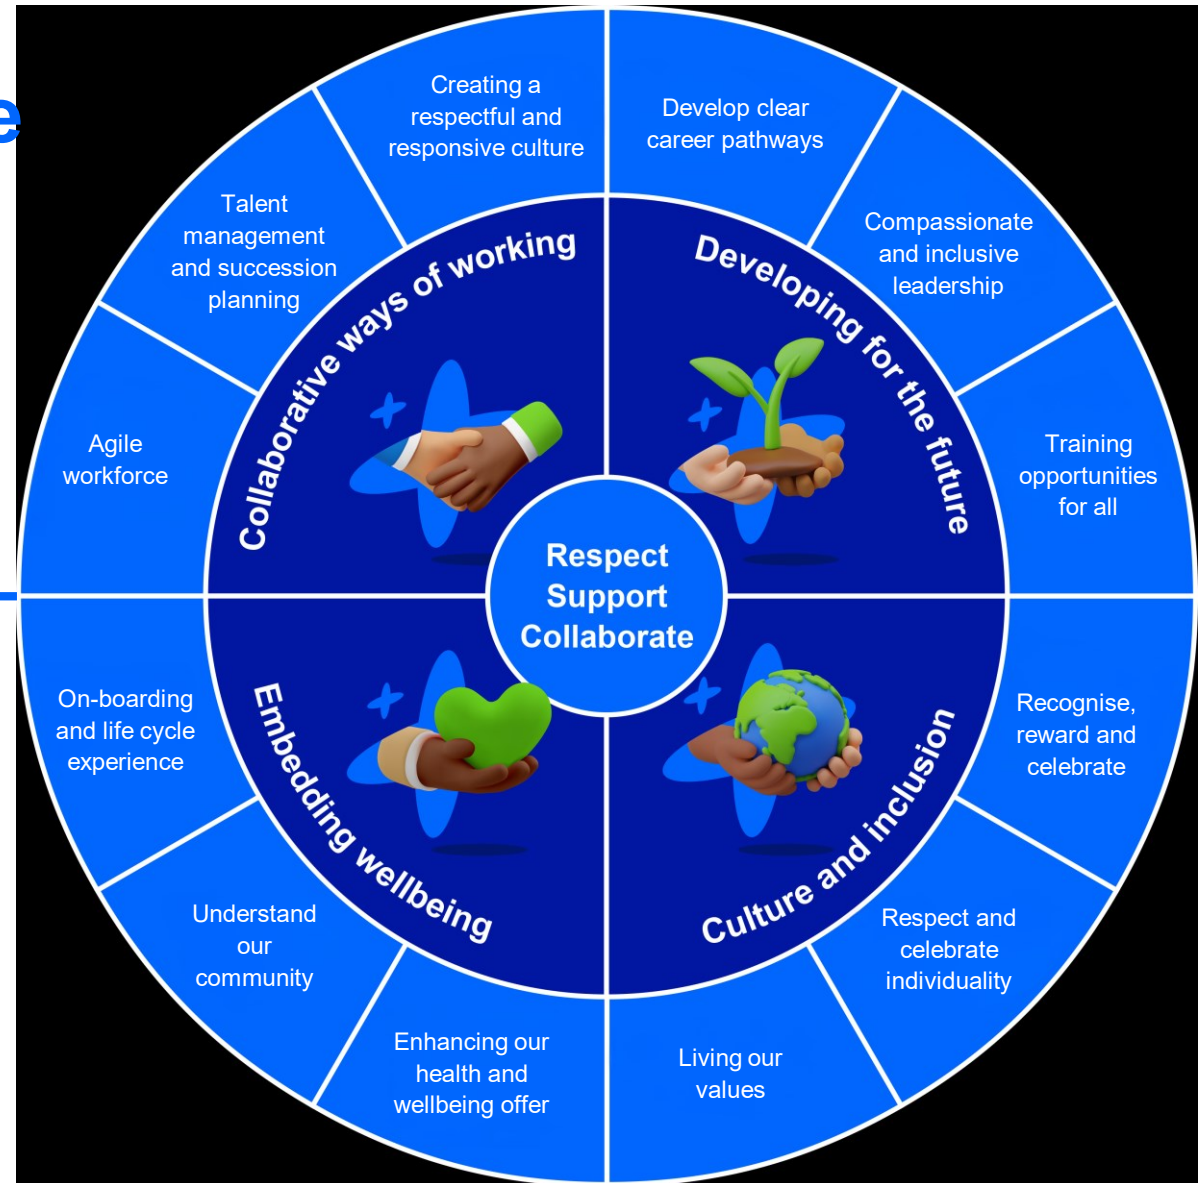 e
Creating a
respectful and
responsive culture
Develop clear
career pathways
Talent
management
and succession
planning
Compassionate
and inclusive
leadership
Agile
workforce
Training
opportunities
for all
Collaborative ways of working
Developing for the future
Respect
Support
Collaborate
Embedding wellbeing
Culture and inclusion
On-boarding
and life cycle
experience
Recognise,
reward and
celebrate
Understand
our
community
Respect and
celebrate
individuality
Enhancing our
health and
wellbeing offer
Living our
values